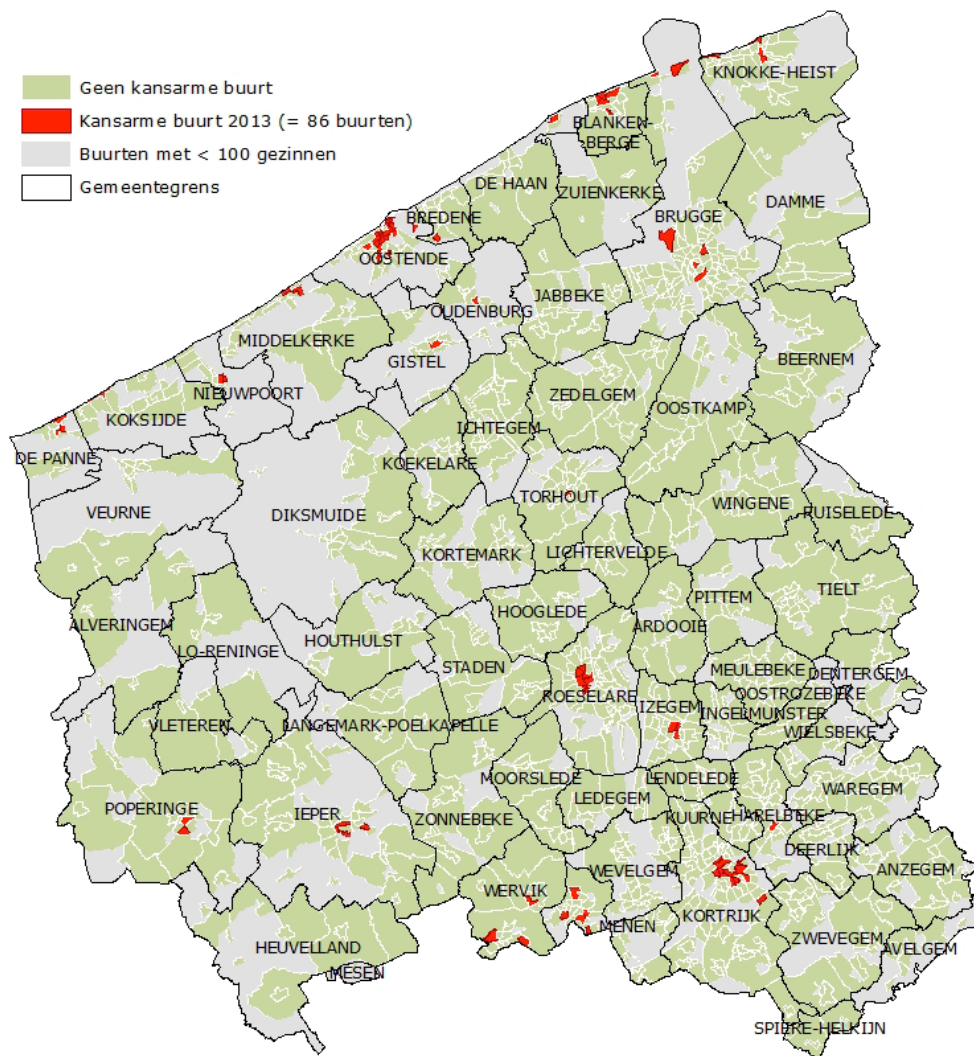 Geen kansarme buurt
Kansarme buurt 2013 (= 86 buurten)
Buurten met < 100 gezinnen
Gemeentegrens
KNOKKE-HEIST
BLANKEN-
BERGE
DE HAAN
ZUIENKERKE
DAMME
BREDENE
BRUGGE
OOSTENDE
JABBEKE
OUDENBURG
MIDDELKERKE
GISTEL
BEERNEM
NIEUWPOORT
ZEDELGEM
OOSTKAMP
KOKSIJDE
ICHTEGEM
DE PANNE
KOEKELARE
TORHOUT
VEURNE
DIKSMUIDE
WINGENE
RUISELEDE
KORTEMARK
LICHTERVELDE
TIELT
PITTEM
HOOGLEDE
ALVERINGEM
ARDOOIE
HOUTHULST
LO-RENINGE
STADEN
MEULEBEKE
DENTERGEM
ROESELARE
OOSTROZEBEKE
IZEGEM
INGELMUNSTER
VLETEREN
LANGEMARK-POELKAPELLE
WIELSBEKE
MOORSLEDE
LENDELEDE
WAREGEM
LEDEGEM
POPERINGE
IEPER
ZONNEBEKE
KUURNE
HARELBEKE
DEERLIJK
WEVELGEM
ANZEGEM
WERVIK
KORTRIJK
MENEN
ZWEVEGEM
HEUVELLAND
AVELGEM
MESEN
SPIERE-HELKIJN